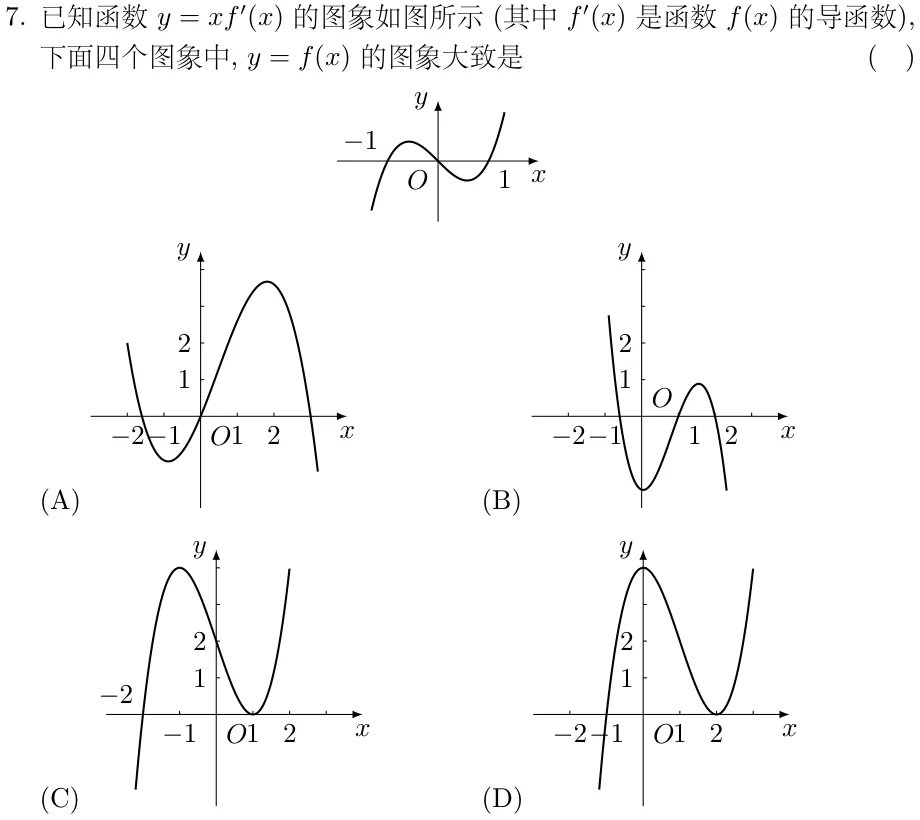 7. 已知函数 y = xf′(x) 的图象如图所示 (其中 f′(x) 是函数 f(x) 的导函数),
下面四个图象中, y = f(x) 的图象大致是 ( )
y
−1
O 1 x
y y
2 2
1 1
O
−2 −1 O 1 2 x −2 −1 1 2 x
(A) (B)
y y
2 2
1 1
−2
−1 O 1 2 x −2 −1 O 1 2 x
(C) (D)